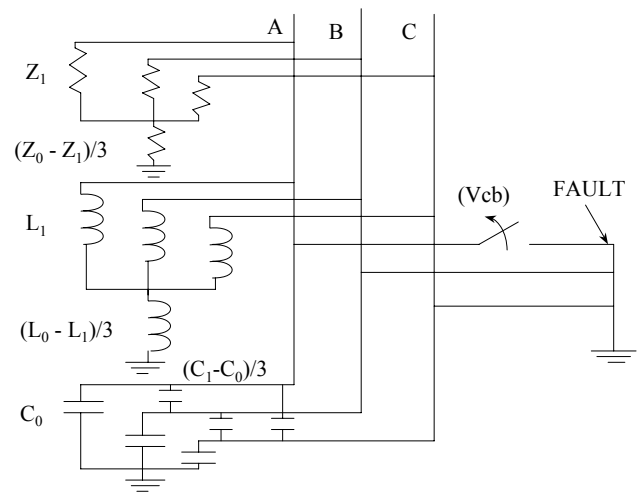 A
B
C
Z₁
(Z₀ - Z₁)/3
FAULT
(Vcb)
L₁
(L₀ - L₁)/3
(C₁-C₀)/3
C₀